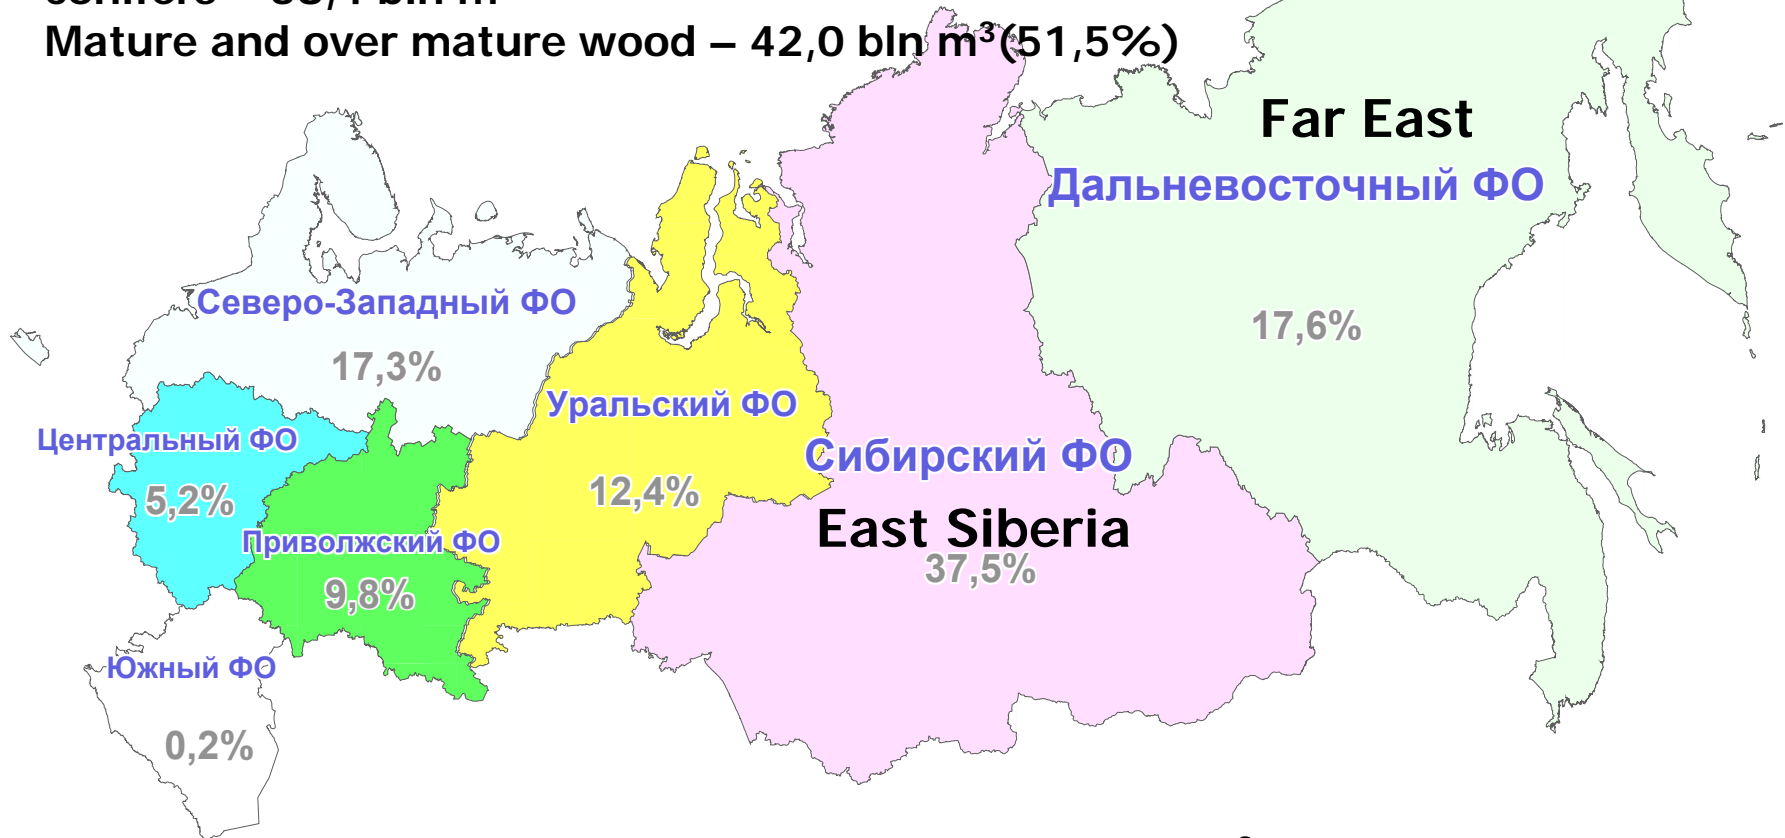 Mature and over mature wood – 42,0 bln m³(51,5%)
Far East
Дальневосточный ФО
17,6%
Северо-Западный ФО
17,3%
Уральский ФО
12,4%
Центральный ФО
5,2%
Сибирский ФО
East Siberia
37,5%
Приволжский ФО
9,8%
Южный ФО
0,2%